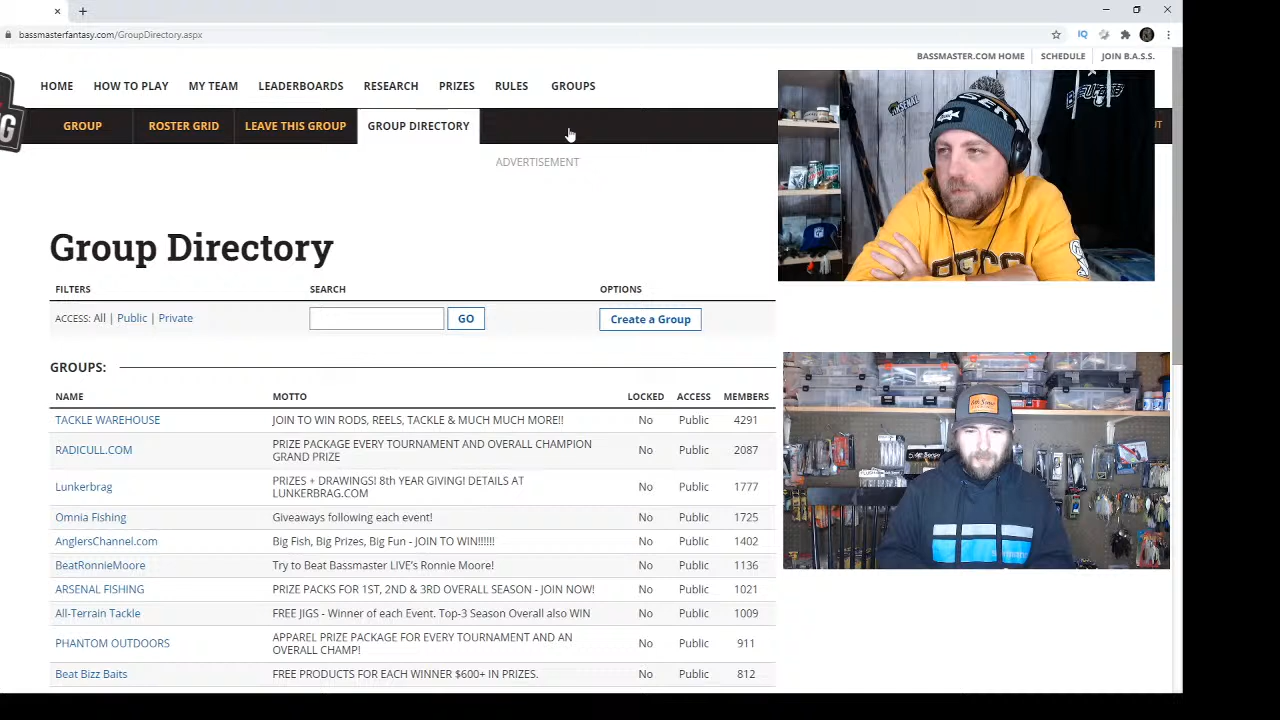 bassmasterfantasy.com/GroupDirectory.aspx
IQ
BASSMASTER.COM HOME SCHEDULE JOIN B.A.S.S.
HOME HOW TO PLAY MY TEAM LEADERBOARDS RESEARCH PRIZES RULES GROUPS
GROUP ROSTER GRID LEAVE THIS GROUP GROUP DIRECTORY
ADVERTISEMENT
Group Directory
FILTERS SEARCH OPTIONS
ACCESS: All | Public | Private GO Create a Group
GROUPS:
NAME MOTTO LOCKED ACCESS MEMBERS
TACKLE WAREHOUSE JOIN TO WIN RODS, REELS, TACKLE & MUCH MUCH MORE!! No Public 4291
RADICULL.COM PRIZE PACKAGE EVERY TOURNAMENT AND OVERALL CHAMPION GRAND PRIZE No Public 2087
Lunkerbrag PRIZES + DRAWINGS! 8th YEAR GIVING! DETAILS AT LUNKERBRAG.COM No Public 1777
Omnia Fishing Giveaways following each event! No Public 1725
AnglersChannel.com Big Fish, Big Prizes, Big Fun - JOIN TO WIN!!!!!! No Public 1402
BeatRonnieMoore Try to Beat Bassmaster LIVE's Ronnie Moore! No Public 1136
ARSENAL FISHING PRIZE PACKS FOR 1ST, 2ND & 3RD OVERALL SEASON - JOIN NOW! No Public 1021
All-Terrain Tackle FREE JIGS - Winner of each Event. Top-3 Season Overall also WIN No Public 1009
PHANTOM OUTDOORS APPAREL PRIZE PACKAGE FOR EVERY TOURNAMENT AND AN OVERALL CHAMP! No Public 911
Beat Bizz Baits FREE PRODUCTS FOR EACH WINNER $600+ IN PRIZES. No Public 812